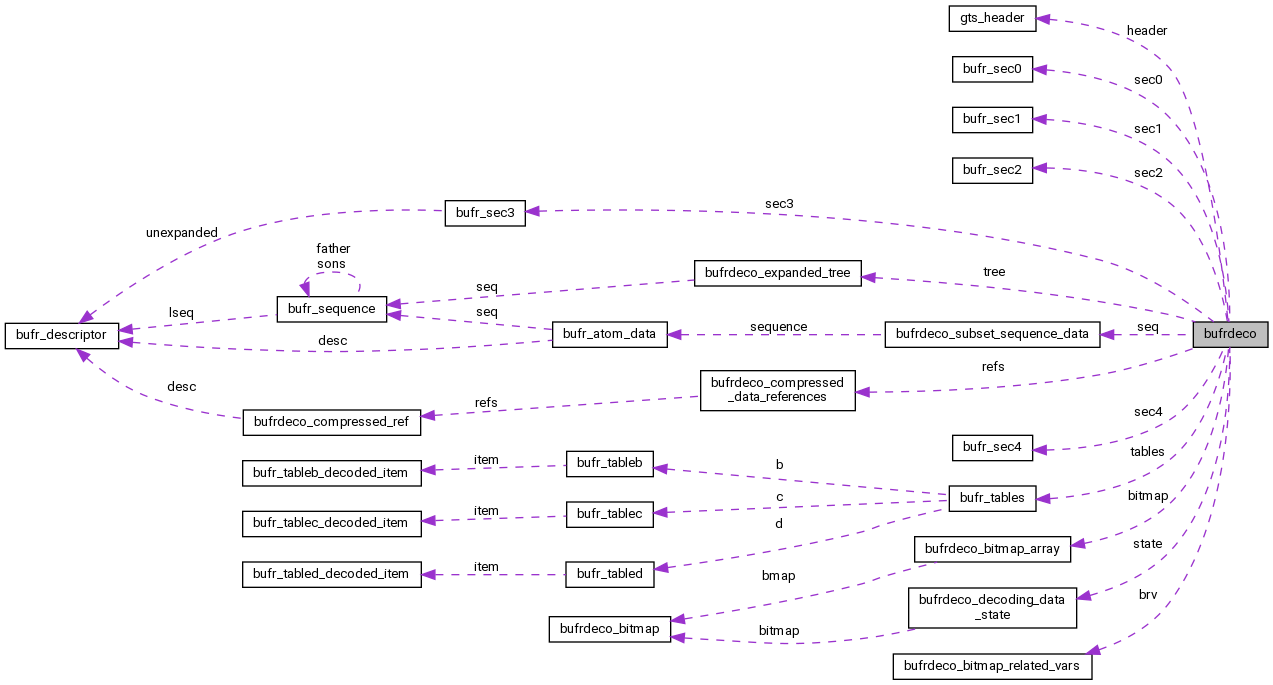 gts_header
header
bufr_sec0
sec0
bufr_sec1
sec1
bufr_sec2
sec2
bufr_sec3
sec3
unexpanded
father
sons
bufrdeco_expanded_tree
tree
seq
bufr_sequence
lseq
seq
bufr_descriptor
desc
bufr_atom_data
sequence
bufrdeco_subset_sequence_data
seq
bufrdeco
refs
bufrdeco_compressed
_data_references
desc
refs
bufrdeco_compressed_ref
sec4
bufr_sec4
tables
bufr_tableb_decoded_item
item
bufr_tableb
b
bufr_tables
bitmap
bufr_tablec_decoded_item
item
bufr_tablec
c
d
bufr_tabled_decoded_item
item
bufr_tabled
bufrdeco_bitmap_array
state
bmap
brv
bufrdeco_decoding_data
_state
bufrdeco_bitmap
bitmap
bufrdeco_bitmap_related_vars